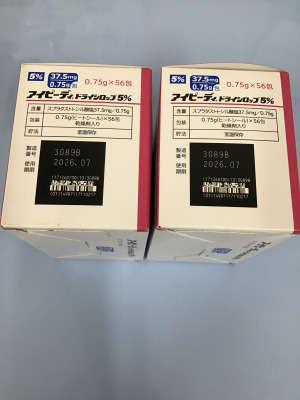 5% 37.5mg 0.75g包 0.75g×56包
アイピーディ®ドライシロップ5%
含量 スプラタストトシル酸塩37.5mg/0.75g
包装 0.75g(ヒートシール)×56包
乾燥剤入り
貯法 室温保存
製造番号 3089B
使用期限 2026.07
5% 37.5mg 0.75g包 0.75g×56包
アイピーディ®ドライシロップ5%
含量 スプラタストトシル酸塩37.5mg/0.75g
包装 0.75g(ヒートシール)×56包
乾燥剤入り
貯法 室温保存
製造番号 3089B
使用期限 2026.07